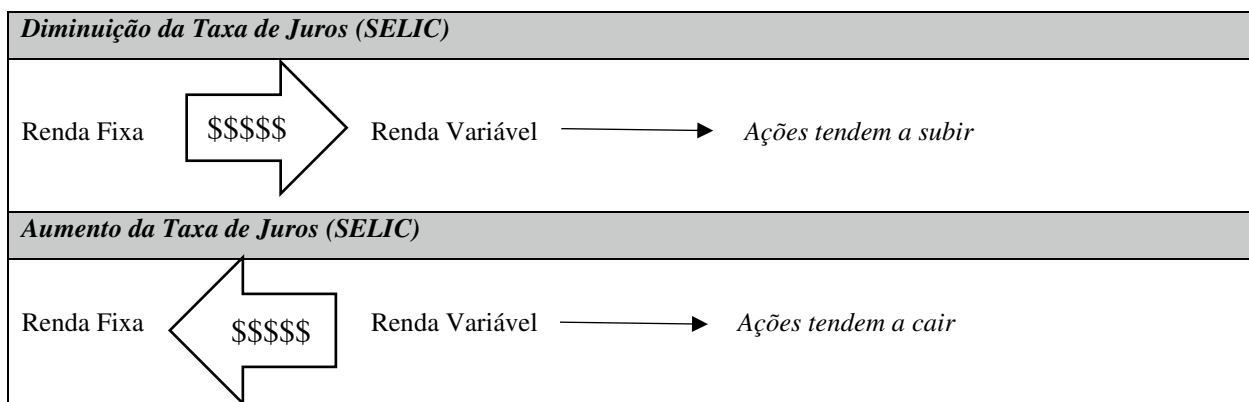 Diminuição da Taxa de Juros (SELIC)
Renda Fixa $$$$$ Renda Variável Ações tendem a subir
Aumento da Taxa de Juros (SELIC)
Renda Fixa $$$$$ Renda Variável Ações tendem a cair